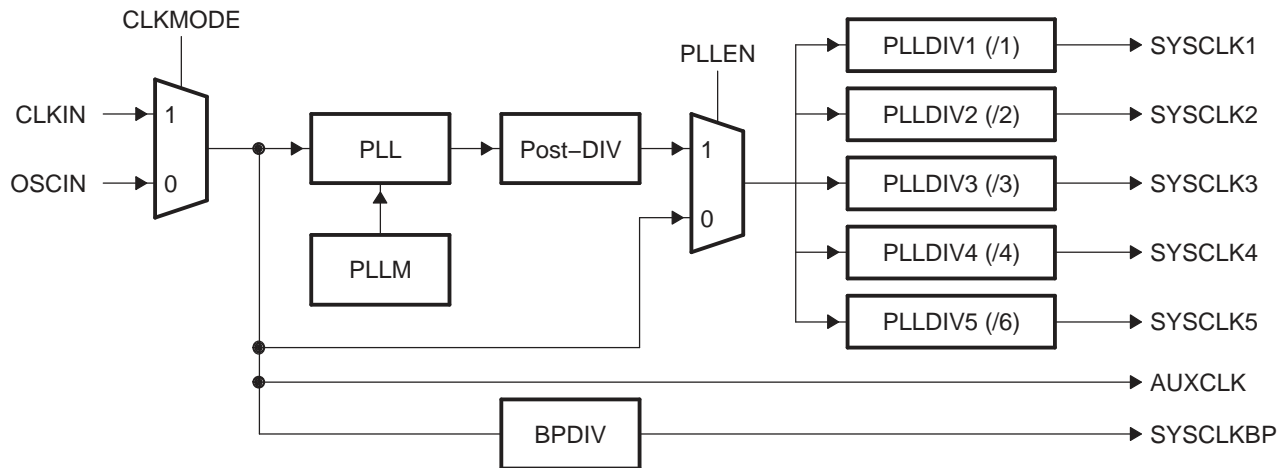 CLKMODE
CLKIN
1
OSCIN
0
PLL
PLLM
Post–DIV
PLLEN
1
0
PLLDIV1 (/1)
SYSCLK1
PLLDIV2 (/2)
SYSCLK2
PLLDIV3 (/3)
SYSCLK3
PLLDIV4 (/4)
SYSCLK4
PLLDIV5 (/6)
SYSCLK5
AUXCLK
BPDIV
SYSCLKBP